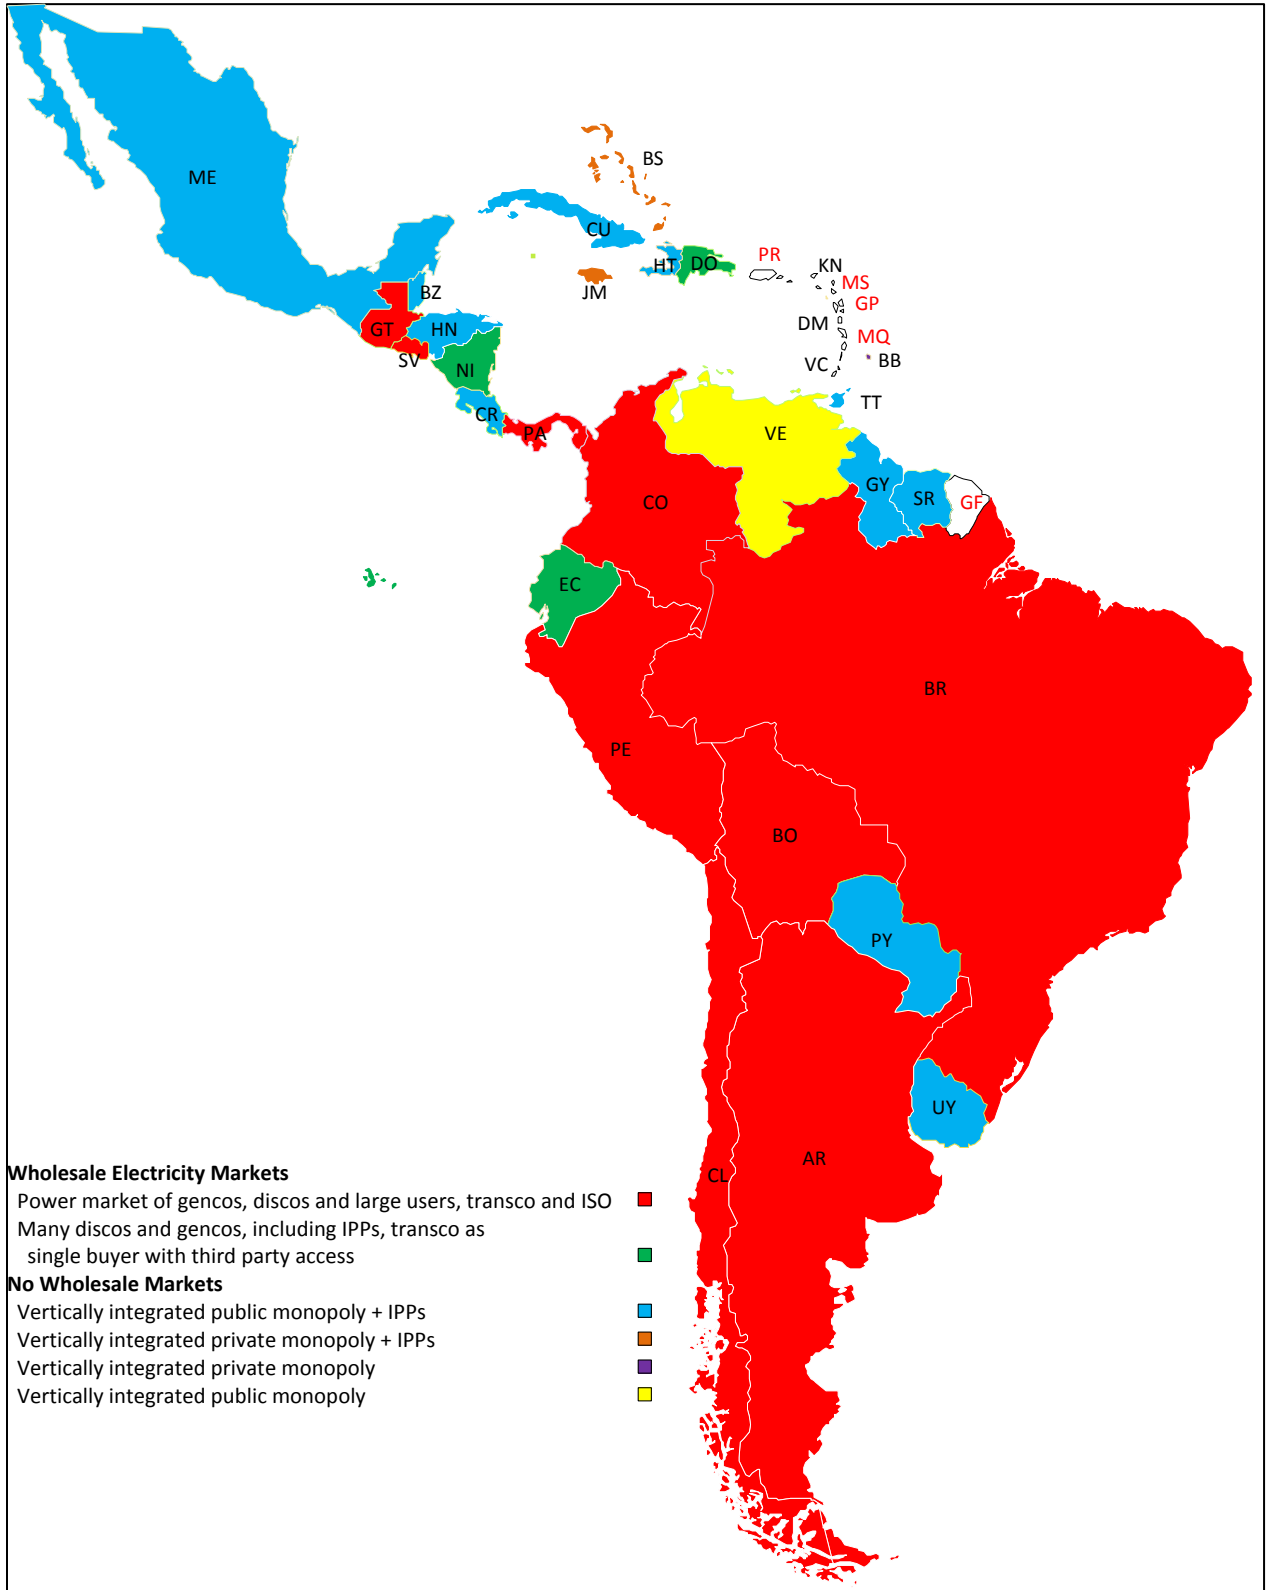 BS
ME
CU
PR
HT
DO
KN
MS
GP
BZ
JM
DM
MQ
GT
HN
SV
NI
VC
BB
CR
TT
PA
VE
CO
GY
SR
GF
EC
BR
PE
BO
PY
UY
AR
CL
Wholesale Electricity Markets
Power market of gencos, discos and large users, transco and ISO
Many discos and gencos, including IPPs, transco as
single buyer with third party access
No Wholesale Markets
Vertically integrated public monopoly + IPPs
Vertically integrated private monopoly + IPPs
Vertically integrated private monopoly
Vertically integrated public monopoly